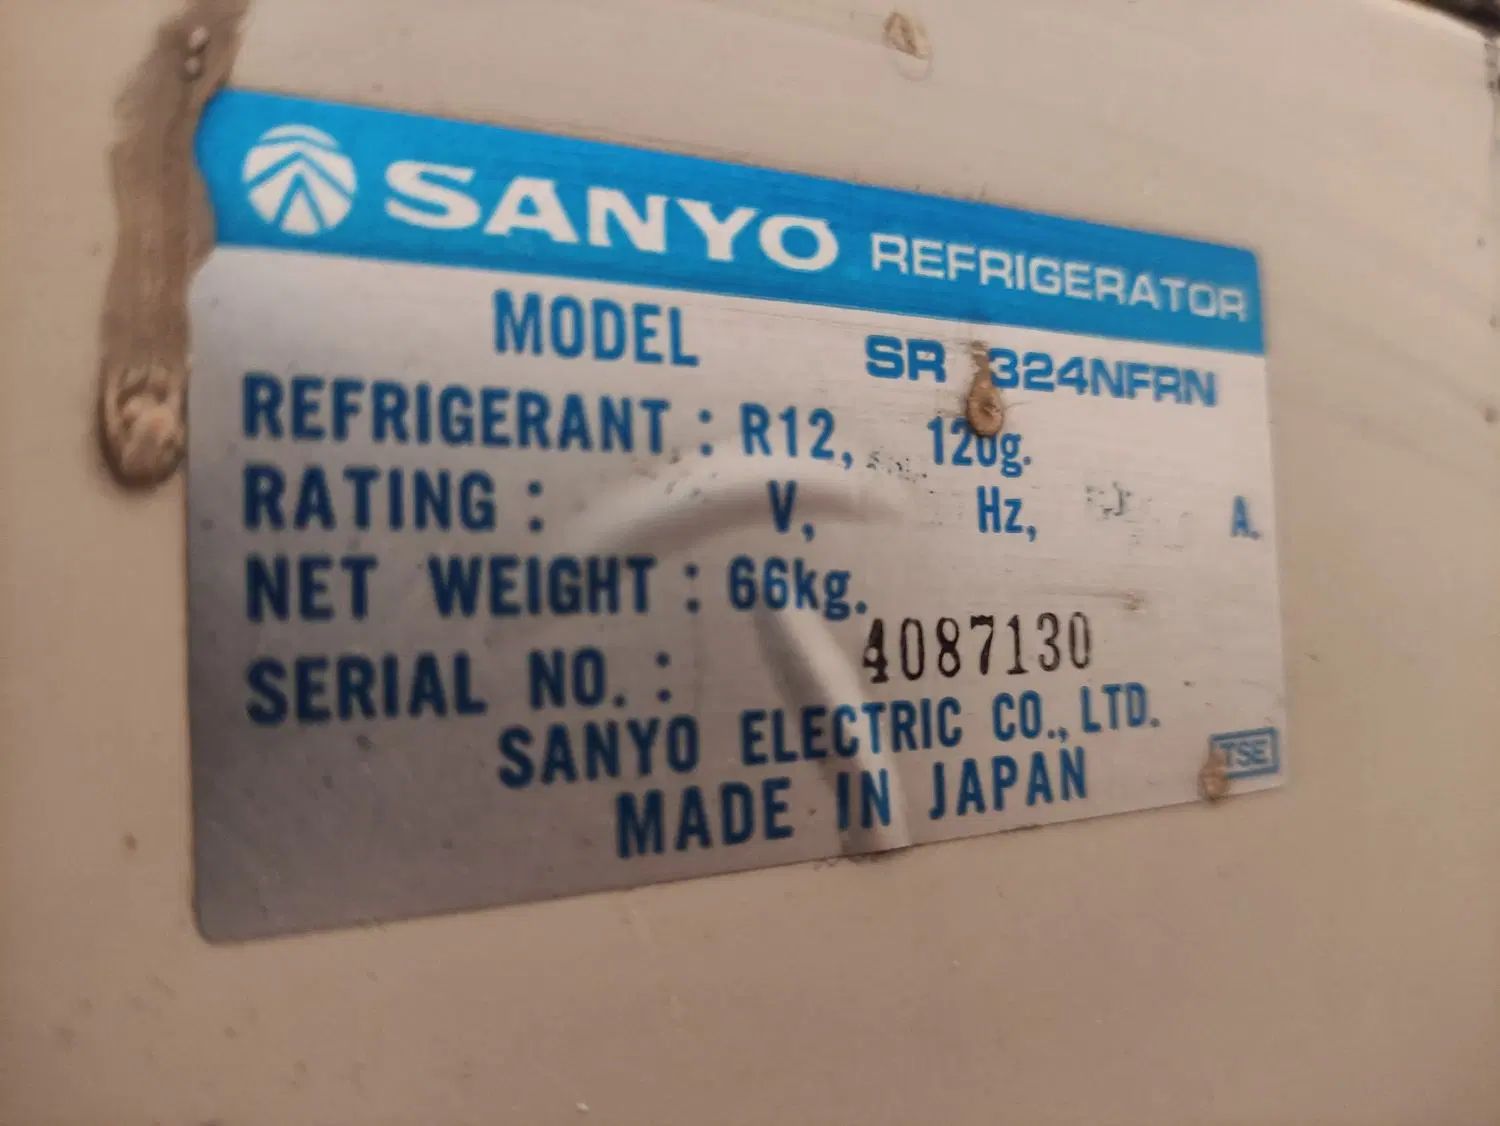 SANYO REFRIGERATOR
MODEL SR 324NFRN
REFRIGERANT : R12, 120g.
RATING : V, Hz, A.
NET WEIGHT : 66kg.
SERIAL NO. : 4087130
SANYO ELECTRIC CO., LTD.
MADE IN JAPAN
TSE